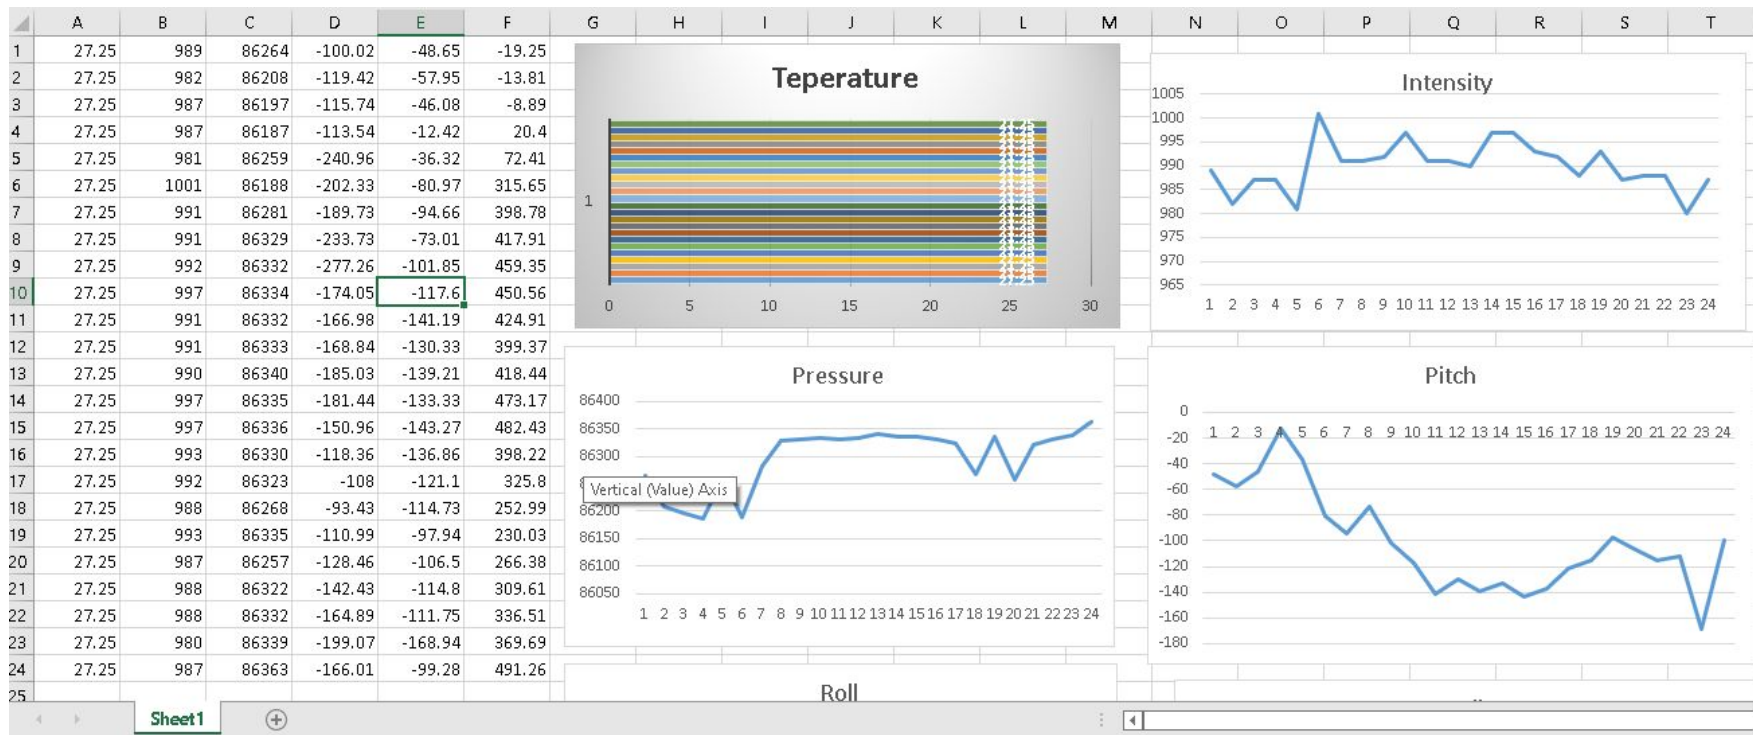 A B C D E F G H I J K L M N O P Q R S T
1 27.25 989 86264 -100.02 -48.65 -19.25
2 27.25 982 86208 -119.42 -57.95 -13.81
3 27.25 987 86197 -115.74 -46.08 -8.89
4 27.25 987 86187 -113.54 -12.42 20.4
5 27.25 981 86259 -240.96 -36.32 72.41
6 27.25 1001 86188 -202.33 -80.97 315.65
7 27.25 991 86281 -189.73 -94.66 398.78
8 27.25 991 86329 -233.73 -73.01 417.91
9 27.25 992 86332 -277.26 -101.85 459.35
10 27.25 997 86334 -174.05 -117.6 450.56
11 27.25 991 86332 -166.98 -141.19 424.91
12 27.25 991 86333 -168.84 -130.33 399.37
13 27.25 990 86340 -185.03 -139.21 418.44
14 27.25 997 86335 -181.44 -133.33 473.17
15 27.25 997 86336 -150.96 -143.27 482.43
16 27.25 993 86330 -118.36 -136.86 398.22
17 27.25 992 86323 -108 -121.1 325.8
18 27.25 988 86268 -93.43 -114.73 252.99
19 27.25 993 86335 -110.99 -97.94 230.03
20 27.25 987 86257 -128.46 -106.5 266.38
21 27.25 988 86322 -142.43 -114.8 309.61
22 27.25 988 86332 -164.89 -111.75 336.51
23 27.25 980 86339 -199.07 -168.94 369.69
24 27.25 987 86363 -166.01 -99.28 491.26
25
Teperature
1
0 5 10 15 20 25 30
Intensity
1005
1000
995
990
985
980
975
970
965
1 2 3 4 5 6 7 8 9 10 11 12 13 14 15 16 17 18 19 20 21 22 23 24
Pressure
86400
86350
86300
Vertical (Value) Axis
86200
86150
86100
86050
1 2 3 4 5 6 7 8 9 10 11 12 13 14 15 16 17 18 19 20 21 22 23 24
Pitch
0
-20
1 2 3 4 5 6 7 8 9 10 11 12 13 14 15 16 17 18 19 20 21 22 23 24
-40
-60
-80
-100
-120
-140
-160
-180
Roll
Sheet1